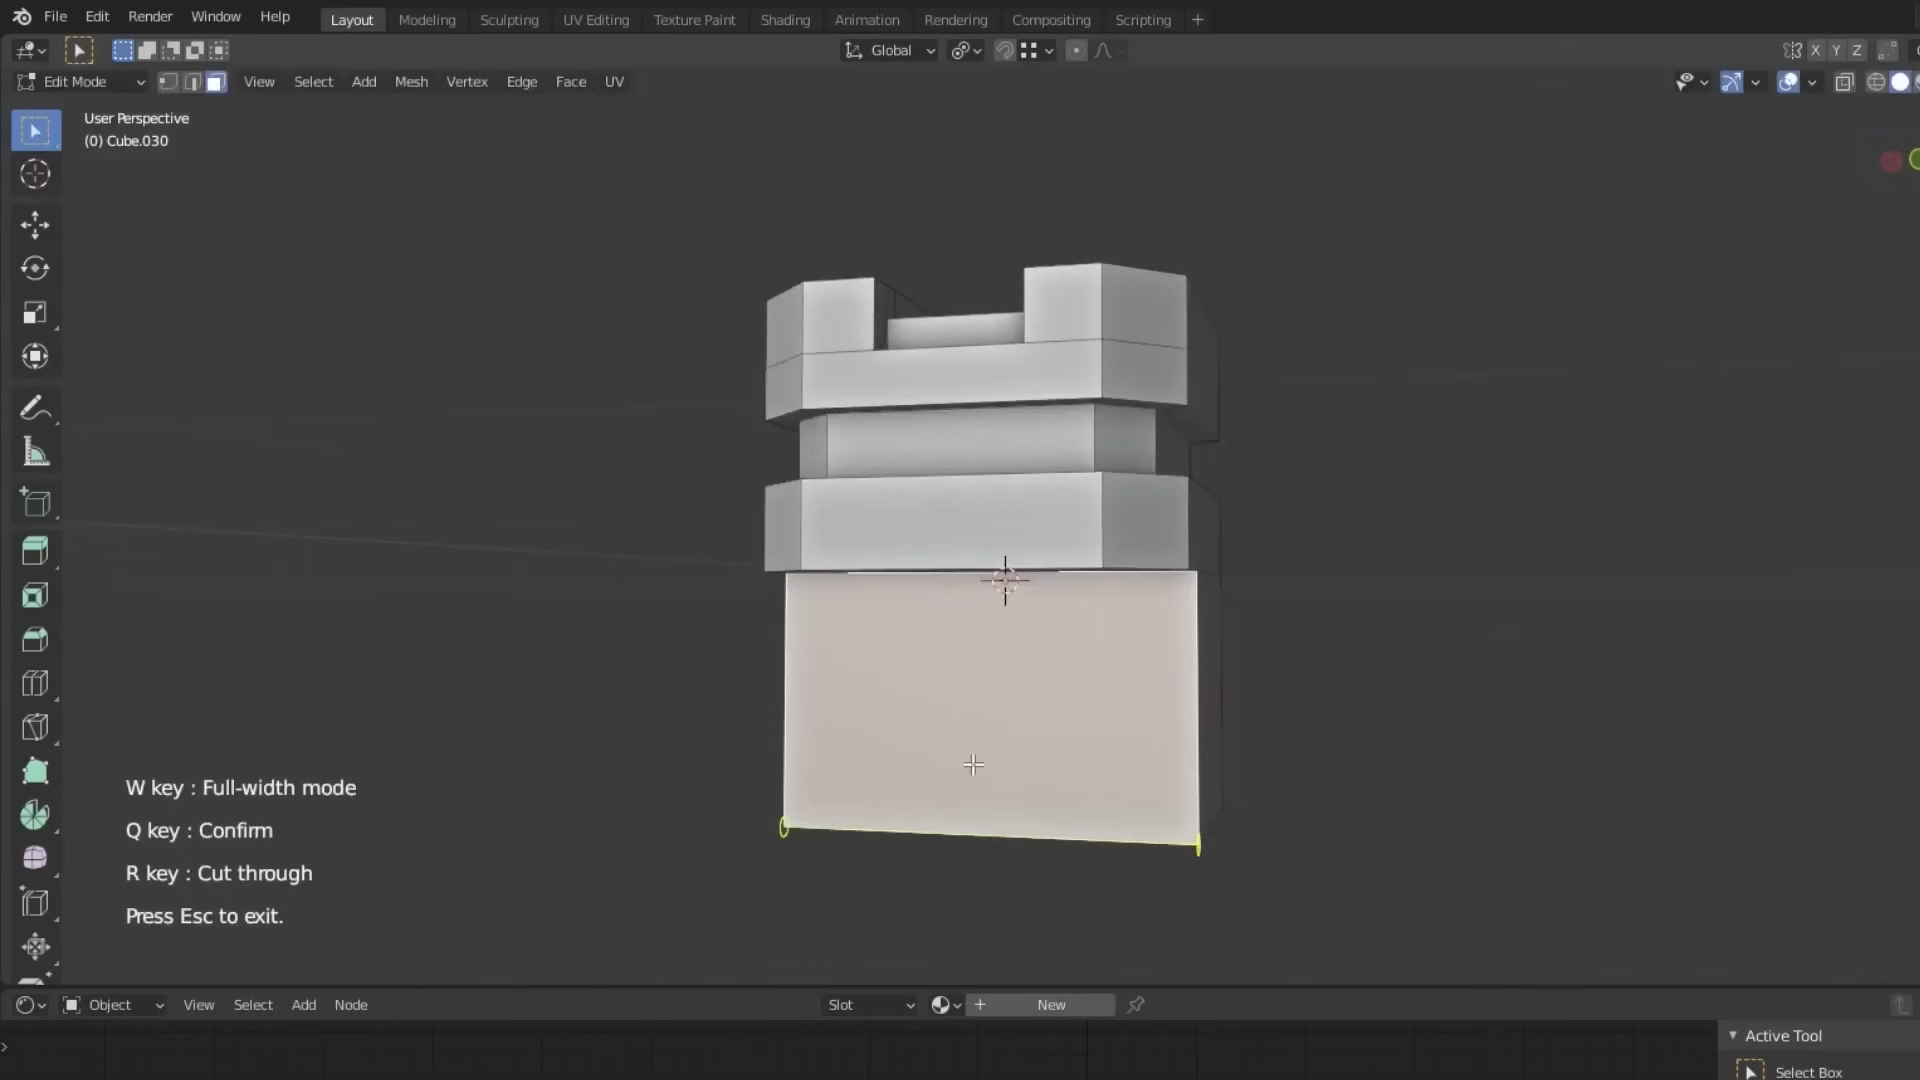 File Edit Render Window Help Layout Modeling Sculpting UV Editing Texture Paint Shading Animation Rendering Compositing Scripting +
Global X Y Z
Edit Mode View Select Add Mesh Vertex Edge Face UV
User Perspective
(0) Cube.030
W key : Full-width mode
Q key : Confirm
R key : Cut through
Press Esc to exit.
Object View Select Add Node Slot + New
Active Tool
Select Box